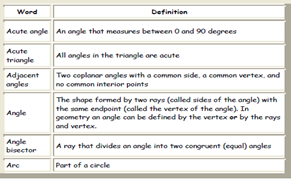 Word Definition
Acute angle An angle that measures between 0 and 90 degrees
Acute
triangle All angles in the triangle are acute
Adjacent
angles Two coplanar angles with a common side, a common vertex, and
no common interior points
Angle The shape formed by two rays (called sides of the angle) with
the same endpoint (called the vertex of the angle). In
geometry an angle can be defined by the vertex or by the rays
and vertex.
Angle
bisector A ray that divides an angle into two congruent (equal) angles
Arc Part of a circle